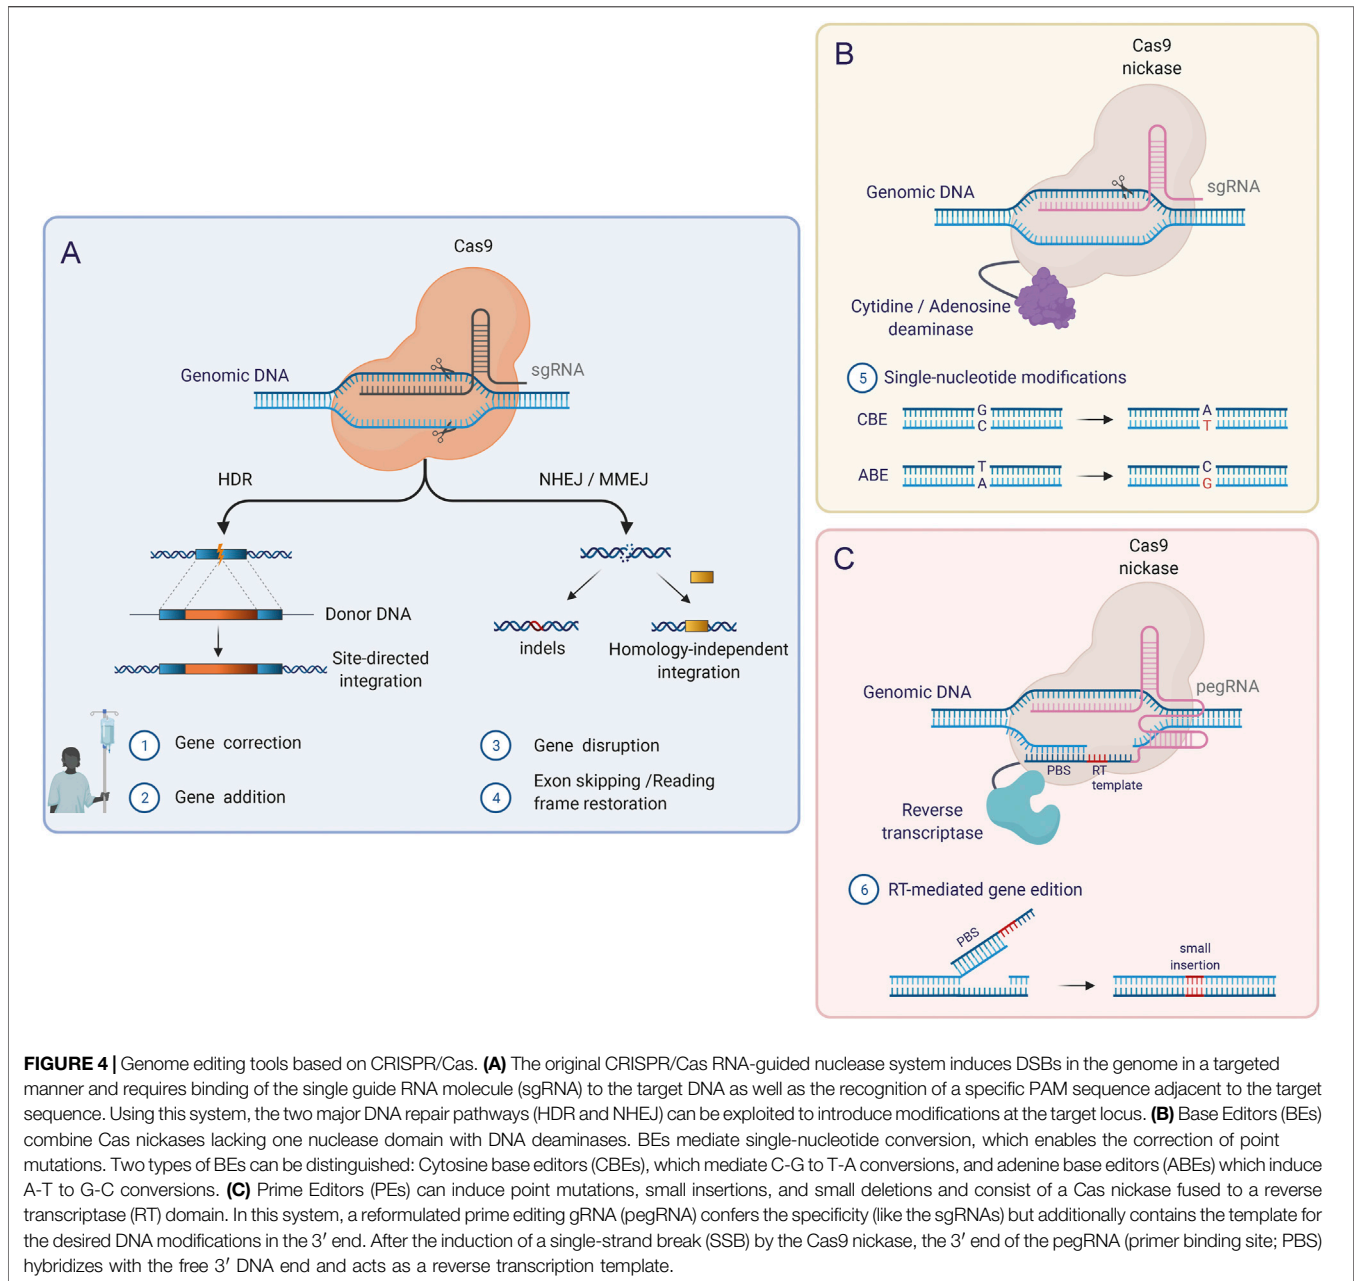 A
Cas9
Genomic DNA
sgRNA
HDR
NHEJ / MMEJ
Donor DNA
Site-directed
integration
indels
Homology-independent
integration
1 Gene correction
2 Gene addition
3 Gene disruption
4 Exon skipping /Reading
frame restoration
B
Cas9
nickase
Genomic DNA
sgRNA
Cytidine / Adenosine
deaminase
5 Single-nucleotide modifications
CBE
G
C
A
T
ABE
T
A
C
G
C
Cas9
nickase
Genomic DNA
pegRNA
PBS
RT
template
Reverse
transcriptase
6 RT-mediated gene edition
PBS
small
insertion
FIGURE 4 | Genome editing tools based on CRISPR/Cas. (A) The original CRISPR/Cas RNA-guided nuclease system induces DSBs in the genome in a targeted
manner and requires binding of the single guide RNA molecule (sgRNA) to the target DNA as well as the recognition of a specific PAM sequence adjacent to the target
sequence. Using this system, the two major DNA repair pathways (HDR and NHEJ) can be exploited to introduce modifications at the target locus. (B) Base Editors (BEs)
combine Cas nickases lacking one nuclease domain with DNA deaminases. BEs mediate single-nucleotide conversion, which enables the correction of point
mutations. Two types of BEs can be distinguished: Cytosine base editors (CBEs), which mediate C-G to T-A conversions, and adenine base editors (ABEs) which induce
A-T to G-C conversions. (C) Prime Editors (PEs) can induce point mutations, small insertions, and small deletions and consist of a Cas nickase fused to a reverse
transcriptase (RT) domain. In this system, a reformulated prime editing gRNA (pegRNA) confers the specificity (like the sgRNAs) but additionally contains the template for
the desired DNA modifications in the 3′ end. After the induction of a single-strand break (SSB) by the Cas9 nickase, the 3′ end of the pegRNA (primer binding site; PBS)
hybridizes with the free 3′ DNA end and acts as a reverse transcription template.